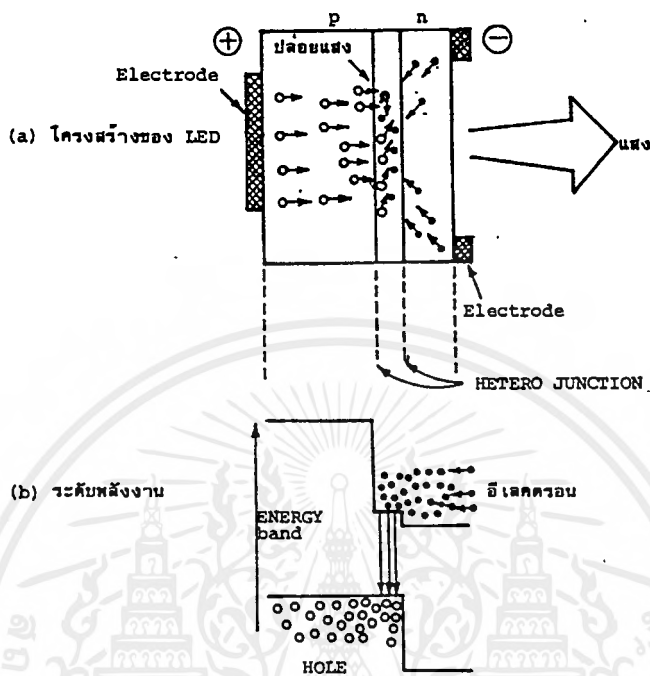 p n
⊕ ปล่อยแสง ⊖
Electrode
(a) โครงสร้างของ LED
แสง
Electrode
HETERO JUNCTION
(b) ระดับพลังงาน
อีเลคตรอน
ENERGY
band
HOLE